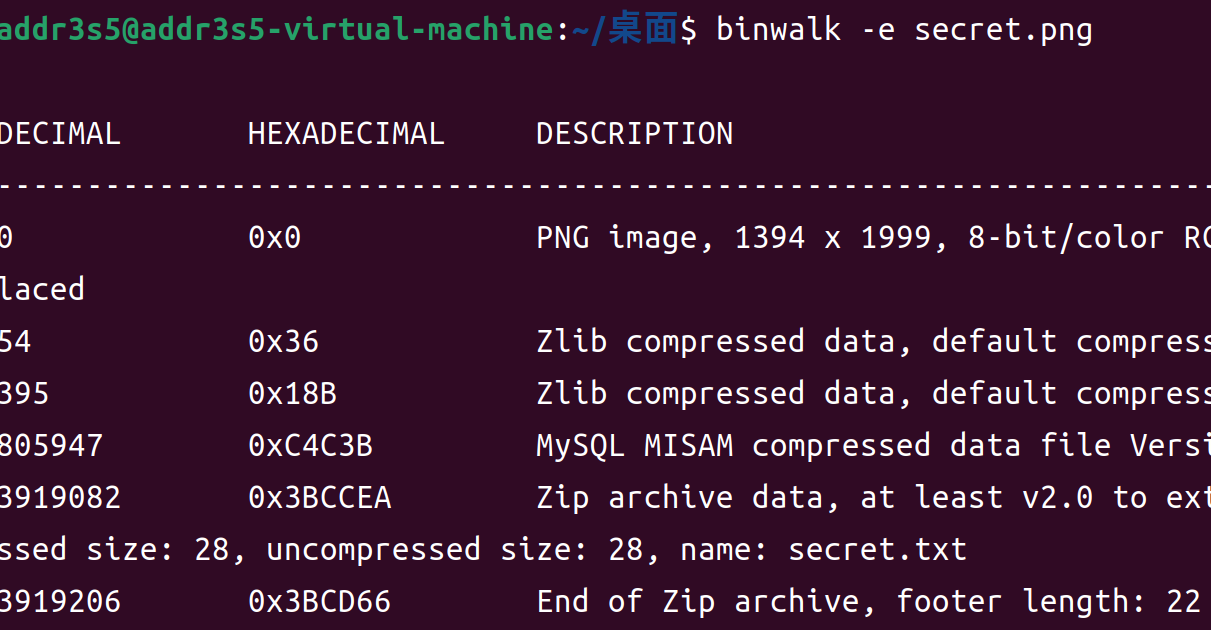 addr3s5@addr3s5-virtual-machine:~/桌面$ binwalk -e secret.png
DECIMAL HEXADECIMAL DESCRIPTION
--------------------------------------------------------------------
0 0x0 PNG image, 1394 x 1999, 8-bit/color RG
laced
54 0x36 Zlib compressed data, default compress
395 0x18B Zlib compressed data, default compress
805947 0xC4C3B MySQL MISAM compressed data file Versi
3919082 0x3BCCEA Zip archive data, at least v2.0 to ext
ssed size: 28, uncompressed size: 28, name: secret.txt
3919206 0x3BCD66 End of Zip archive, footer length: 22